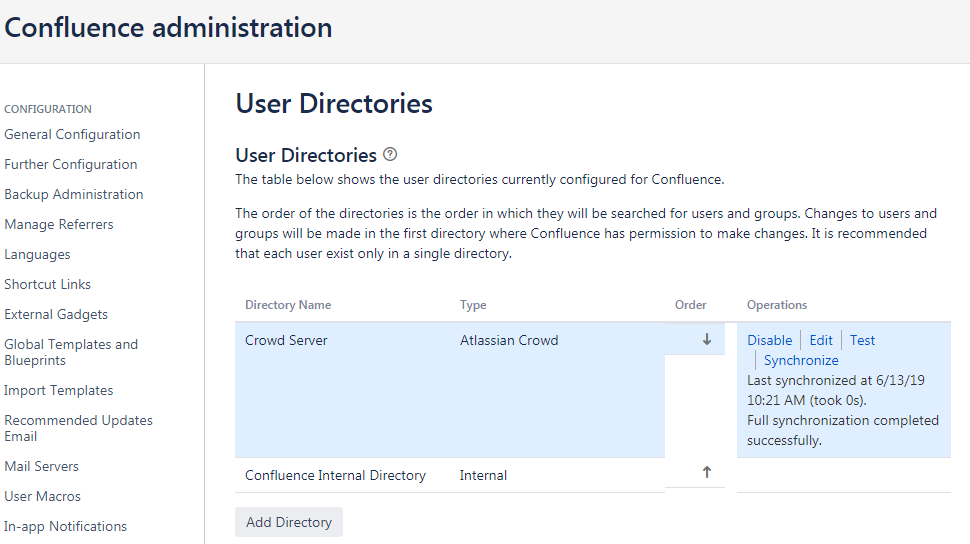 Confluence administration
CONFIGURATION
General Configuration
Further Configuration
Backup Administration
Manage Referrers
Languages
Shortcut Links
External Gadgets
Global Templates and
Blueprints
Import Templates
Recommended Updates
Email
Mail Servers
User Macros
In-app Notifications
User Directories
User Directories
The table below shows the user directories currently configured for Confluence.
The order of the directories is the order in which they will be searched for users and groups. Changes to users and
groups will be made in the first directory where Confluence has permission to make changes. It is recommended
that each user exist only in a single directory.
Directory Name Type Order Operations
Crowd Server Atlassian Crowd Disable Edit Test
Synchronize
Last synchronized at 6/13/19
10:21 AM (took 0s).
Full synchronization completed
successfully.
Confluence Internal Directory Internal
Add Directory